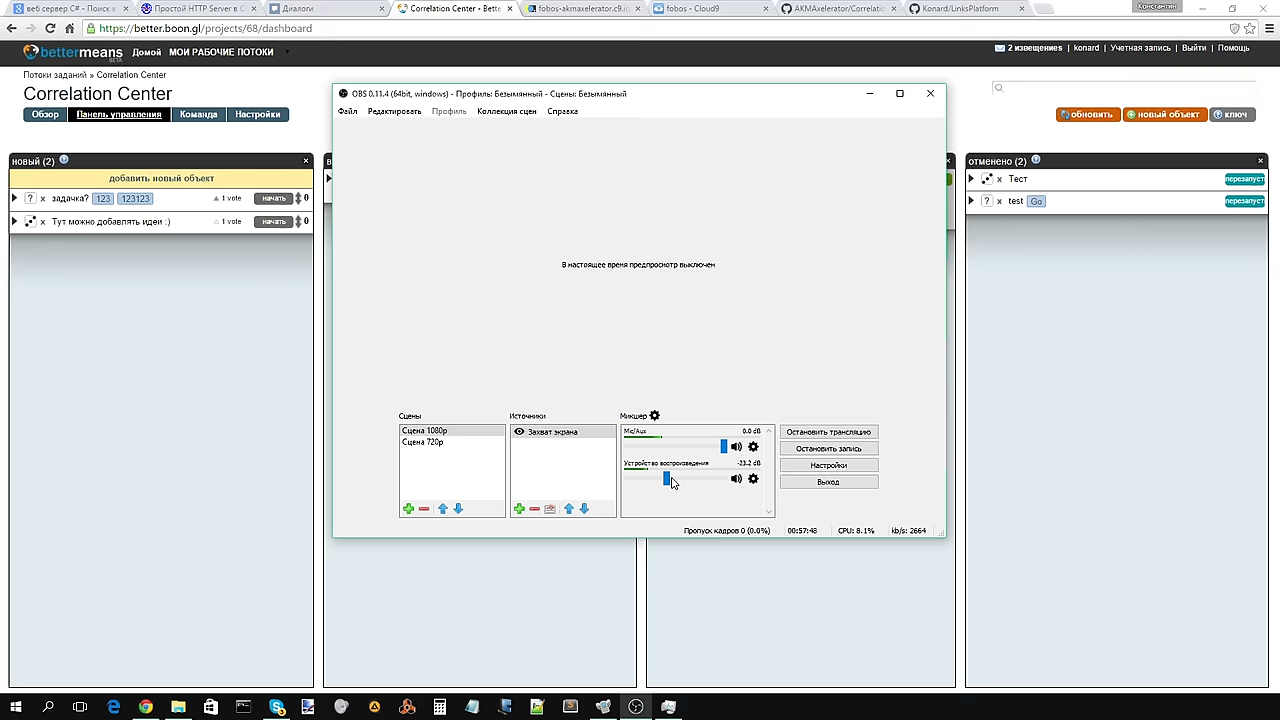 веб сервер C# - Поиск в
Простой HTTP Server в С
Диалоги
Correlation Center • Bette
fobos-akmaxelerator.c9.io
fobos - Cloud9
AKMAxelerator/Correlatio
Konard/LinksPlatform
Константин
https://better.boon.gl/projects/68/dashboard
bettermeans
BETA
Домой
МОИ РАБОЧИЕ ПОТОКИ
2 извещениеs
konard
Учетная запись
Выйти
Помощь
Потоки заданий » Correlation Center
Correlation Center
Обзор
Панель управления
Команда
Настройки
обновить
новый объект
ключ
новый (2)
добавить новый объект
задачка? 123 123123
1 vote
начать
0
Тут можно добавлять идеи :)
1 vote
начать
0
отменено (2)
Тест
перезапуст
test Go
перезапуст
OBS 0.11.4 (64bit, windows) - Профиль: Безымянный - Сцены: Безымянный
Файл
Редактировать
Профиль
Коллекция сцен
Справка
В настоящее время предпросмотр выключен
Сцены
Сцена 1080p
Сцена 720p
Источники
Захват экрана
Микшер
Mic/Aux
0.0 dB
Устройство воспроизведения
-23.2 dB
Остановить трансляцию
Остановить запись
Настройки
Выход
Пропуск кадров 0 (0.0%)
00:57:48
CPU: 8.1%
kb/s: 2664